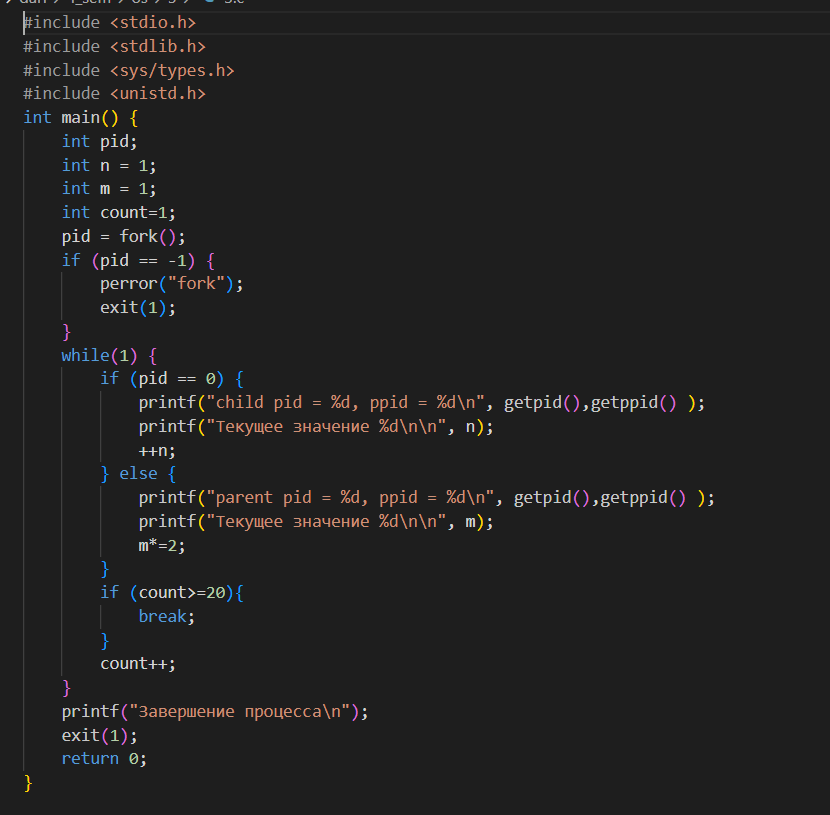 #include <stdio.h>
#include <stdlib.h>
#include <sys/types.h>
#include <unistd.h>
int main() {
    int pid;
    int n = 1;
    int m = 1;
    int count=1;
    pid = fork();
    if (pid == -1) {
        perror("fork");
        exit(1);
    }
    while(1) {
        if (pid == 0) {
            printf("child pid = %d, ppid = %d\n", getpid(),getppid() );
            printf("Текущее значение %d\n\n", n);
            ++n;
        } else {
            printf("parent pid = %d, ppid = %d\n", getpid(),getppid() );
            printf("Текущее значение %d\n\n", m);
            m*=2;
        }
        if (count>=20){
            break;
        }
        count++;
    }
    printf("Завершение процесса\n");
    exit(1);
    return 0;
}